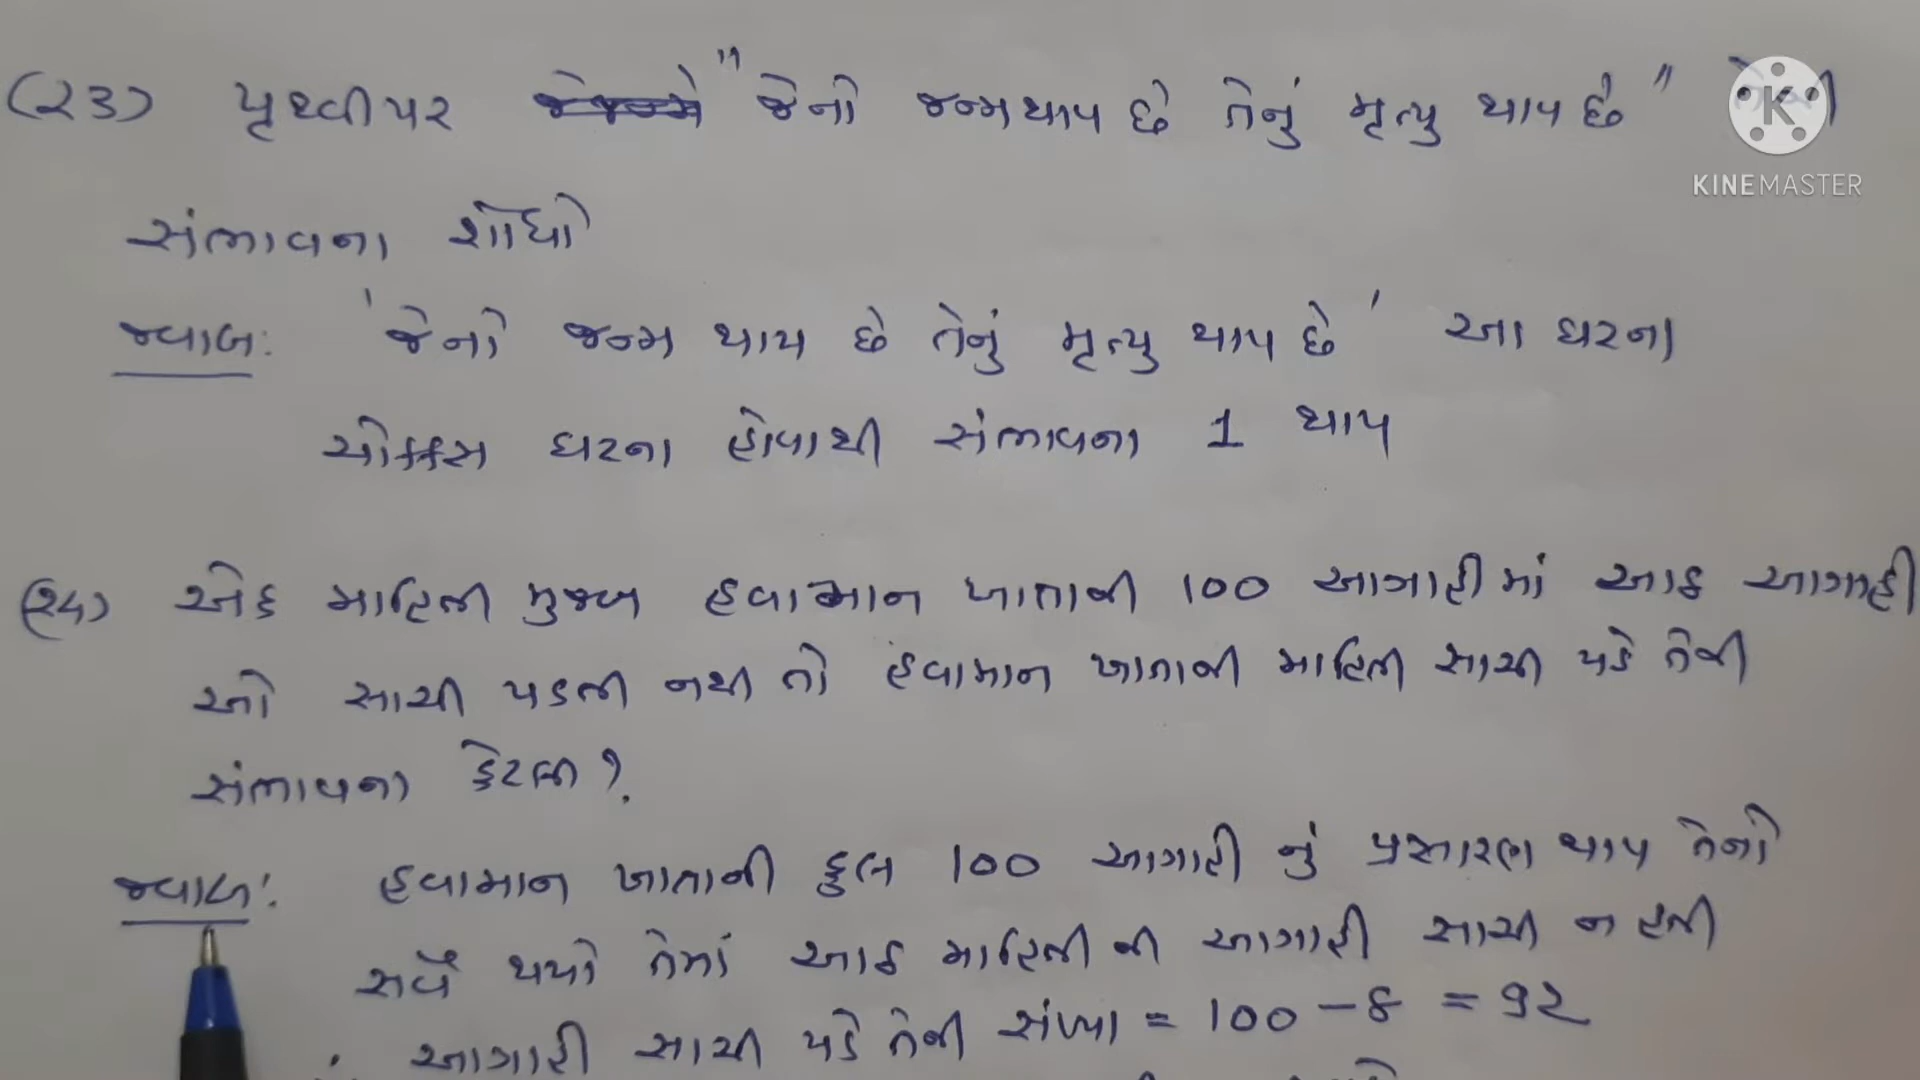 (૨૩) પૃથ્વી પર "જેનો જન્મ થાય છે તેનું મૃત્યુ થાય છે"
KINEMASTER
સંભાવના શોધો
જવાબ: 'જેનો જન્મ થાય છે તેનું મૃત્યુ થાય છે' આ ઘટના
ચોક્કસ ઘટના હોવાથી સંભાવના 1 થાય
(૨૫) એક માહિતી મુજબ હવામાન ખાતાની 100 આગાહી માં આઠ આગાહી
ઓ સાચી પડતી નથી તો હવામાન ખાતાની માહિતી સાચી પડે તેની
સંભાવના કેટલી?
જવાબ: હવામાન ખાતાની કુલ 100 આગાહી નું પ્રસારણ થાય તેનો
સર્વે થયો તેમાં આઠ માહિતી ની આગાહી સાચી ન હતી
આગાહી સાચી પડે તેની સંખ્યા = 100 - 8 = 92